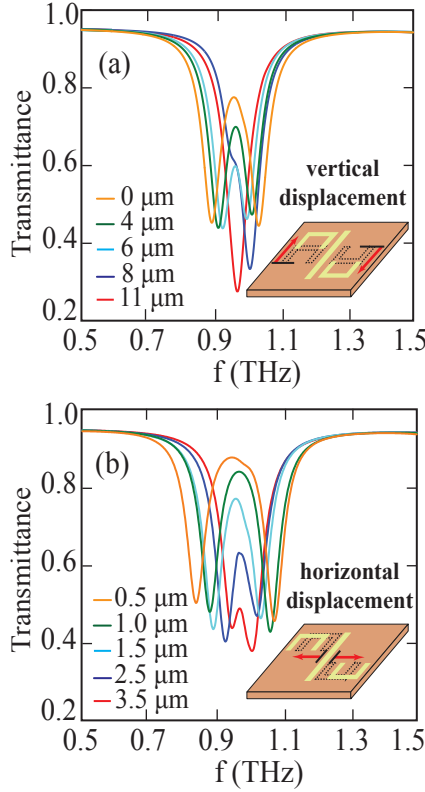 1.0
(a)
0.8
Transmittance
0.6
vertical
displacement
0 μm
4 μm
0.4
6 μm
8 μm
11 μm
0.2
0.5 0.7 0.9 1.1 1.3 1.5
f (THz)
1.0
(b)
0.8
Transmittance
0.6
horizontal
displacement
0.5 μm
1.0 μm
0.4
1.5 μm
2.5 μm
3.5 μm
0.2
0.0
0.5 0.7 0.9 1.1 1.3 1.5
f (THz)